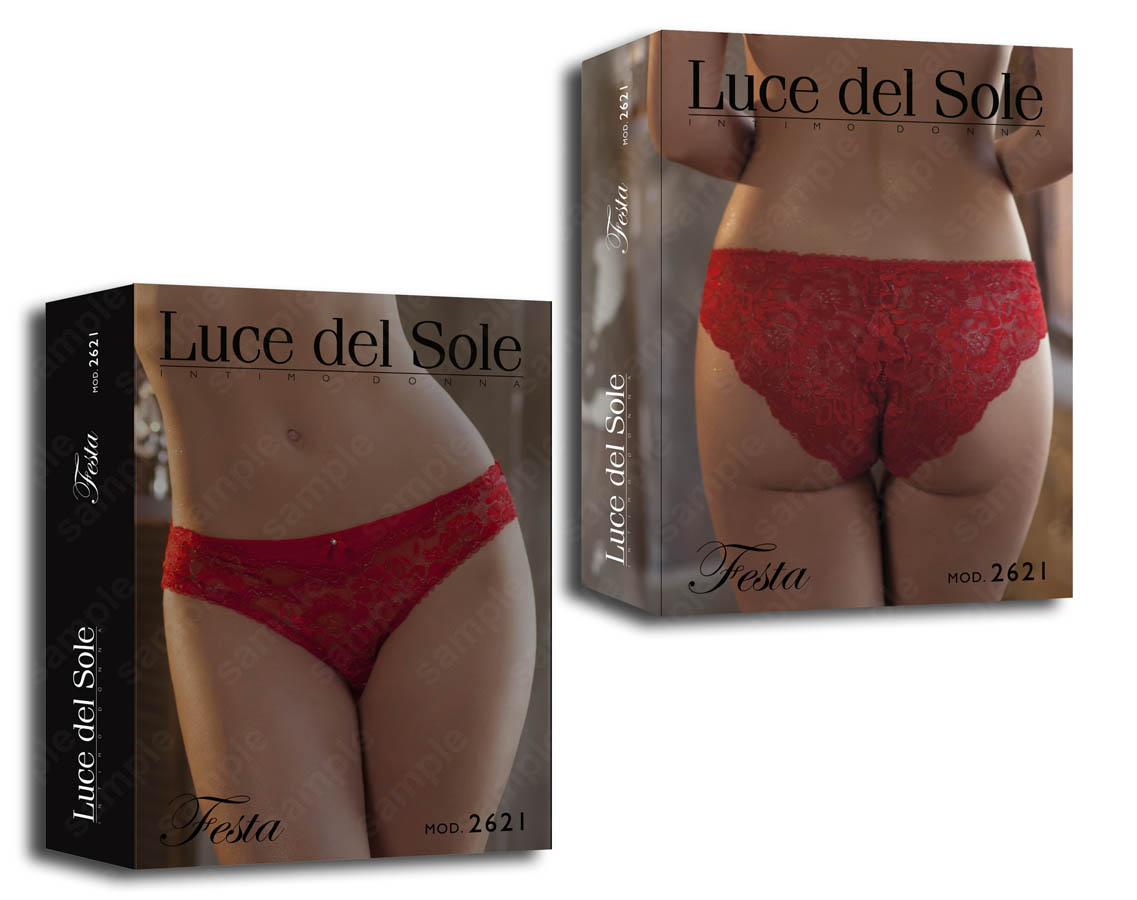 Luce del Sole
INTIMO DONNA
Festa
MOD. 2621
Luce del Sole
INTIMO DONNA
Festa
MOD. 2621
MOD. 2621
Festa
Luce del Sole
INTIMO DONNA
Luce del Sole
INTIMO DONNA
Festa
MOD. 2621
sample